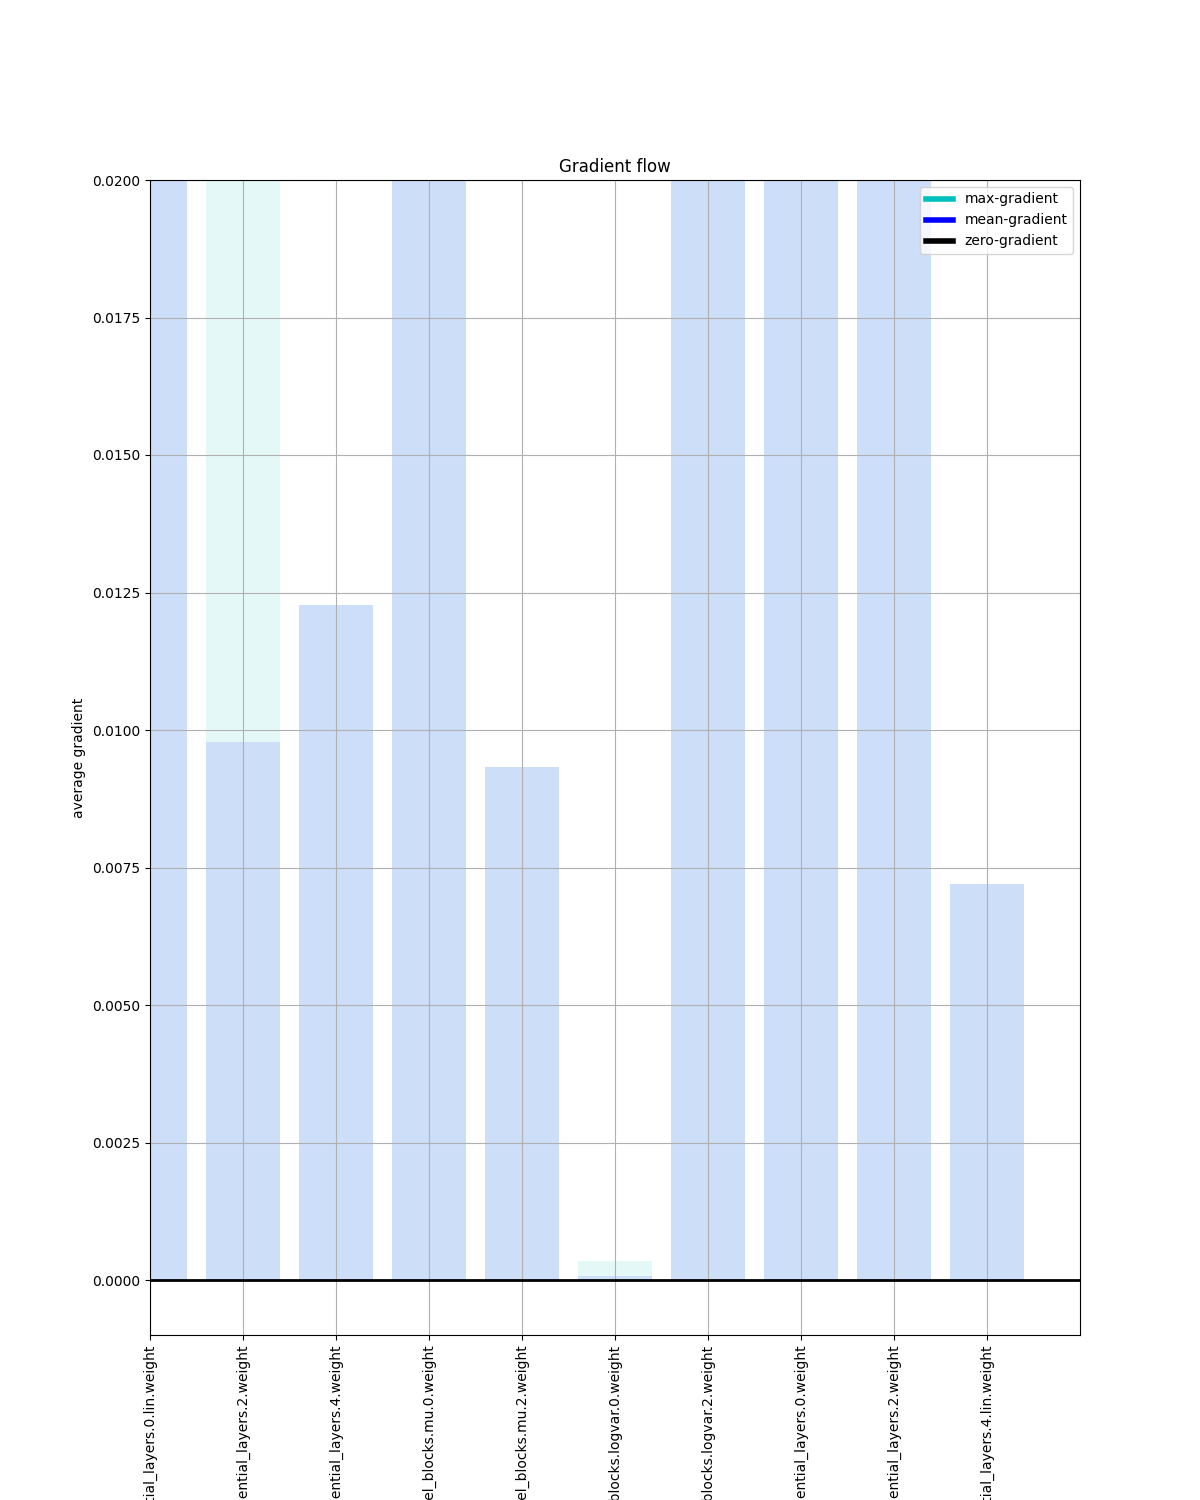 Gradient flow
max-gradient
mean-gradient
zero-gradient
0.0200
0.0175
0.0150
0.0125
0.0100
0.0075
0.0050
0.0025
0.0000
average gradient
tial_layers.0.lin.weight
ential_layers.2.weight
ential_layers.4.weight
el_blocks.mu.0.weight
el_blocks.mu.2.weight
blocks.logvar.0.weight
blocks.logvar.2.weight
ential_layers.0.weight
ential_layers.2.weight
tial_layers.4.lin.weight